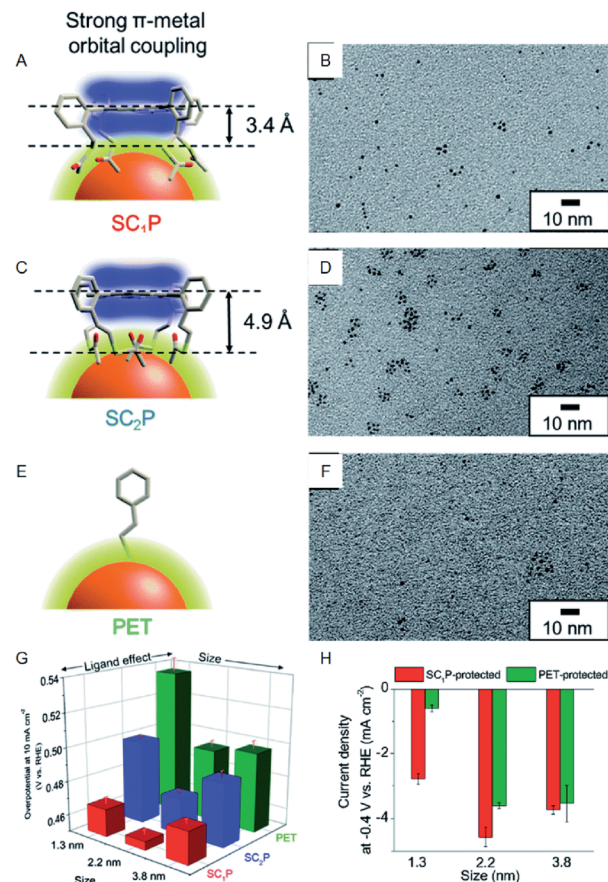 Strong π-metal
orbital coupling
A
3.4 Å
SC₁P
B
10 nm
C
4.9 Å
SC₂P
D
10 nm
E
PET
F
10 nm
G
Ligand effect
Size
0.54
0.52
0.50
0.48
0.46
Overpotential at 10 mA cm⁻²
(V vs. RHE)
1.3 nm
2.2 nm
3.8 nm
Size
SC₁P
SC₂P
PET
H
SC₁P-protected
PET-protected
0
-2
-4
Current density
at -0.4 V vs. RHE (mA cm⁻²)
1.3
2.2
3.8
Size (nm)